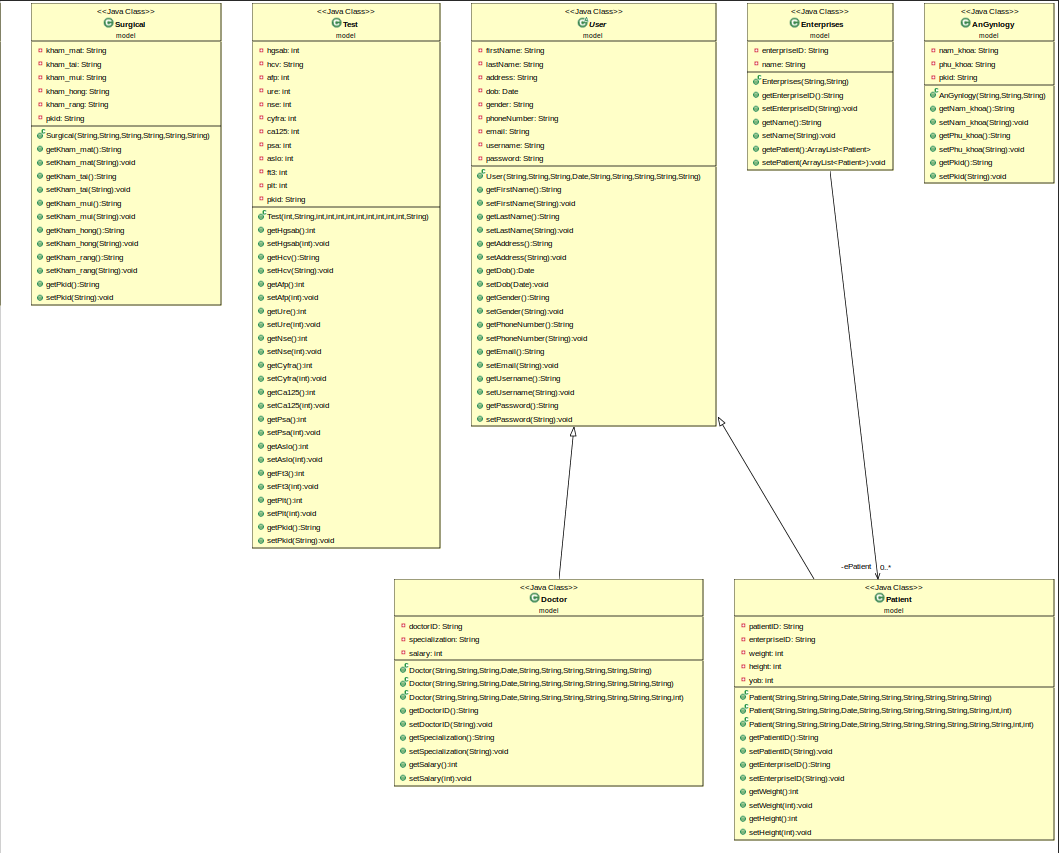 <<Java Class>>
Surgical
model
kham_mat: String
kham_tai: String
kham_mui: String
kham_hong: String
kham_rang: String
pkid: String
Surgical(String,String,String,String,String,String)
getKham_mat():String
setKham_mat(String):void
getKham_tai():String
setKham_tai(String):void
getKham_mui():String
setKham_mui(String):void
getKham_hong():String
setKham_hong(String):void
getKham_rang():String
setKham_rang(String):void
getPkid():String
setPkid(String):void
<<Java Class>>
Test
model
hgsab: int
hcv: String
afp: int
ure: int
nse: int
cyfra: int
ca125: int
psa: int
aslo: int
ft3: int
plt: int
pkid: String
Test(int,String,int,int,int,int,int,int,int,int,int,String)
getHgsab():int
setHgsab(int):void
getHcv():String
setHcv(String):void
getAfp():int
setAfp(int):void
getUre():int
setUre(int):void
getNse():int
setNse(int):void
getCyfra():int
setCyfra(int):void
getCa125():int
setCa125(int):void
getPsa():int
setPsa(int):void
getAslo():int
setAslo(int):void
getFt3():int
setFt3(int):void
getPlt():int
setPlt(int):void
getPkid():String
setPkid(String):void
<<Java Class>>
User
model
firstName: String
lastName: String
address: String
dob: Date
gender: String
phoneNumber: String
email: String
username: String
password: String
User(String,String,String,Date,String,String,String,String,String)
getFirstName():String
setFirstName(String):void
getLastName():String
setLastName(String):void
getAddress():String
setAddress(String):void
getDob():Date
setDob(Date):void
getGender():String
setGender(String):void
getPhoneNumber():String
setPhoneNumber(String):void
getEmail():String
setEmail(String):void
getUsername():String
setUsername(String):void
getPassword():String
setPassword(String):void
<<Java Class>>
Enterprises
model
enterpriseID: String
name: String
Enterprises(String,String)
getEnterpriseID():String
setEnterpriseID(String):void
getName():String
setName(String):void
getePatient():ArrayList<Patient>
setePatient(ArrayList<Patient>):void
<<Java Class>>
AnGynlogy
model
nam_khoa: String
phu_khoa: String
pkid: String
AnGynlogy(String,String,String)
getNam_khoa():String
setNam_khoa(String):void
getPhu_khoa():String
setPhu_khoa(String):void
getPkid():String
setPkid(String):void
-ePatient 0..*
<<Java Class>>
Doctor
model
doctorID: String
specialization: String
salary: int
Doctor(String,String,String,Date,String,String,String,String,String,String)
Doctor(String,String,String,Date,String,String,String,String,String,String,String)
Doctor(String,String,String,Date,String,String,String,String,String,String,String,int)
getDoctorID():String
setDoctorID(String):void
getSpecialization():String
setSpecialization(String):void
getSalary():int
setSalary(int):void
<<Java Class>>
Patient
model
patientID: String
enterpriseID: String
weight: int
height: int
yob: int
Patient(String,String,String,Date,String,String,String,String,String,String)
Patient(String,String,String,Date,String,String,String,String,String,String,int,int)
Patient(String,String,String,Date,String,String,String,String,String,String,String,int,int)
getPatientID():String
setPatientID(String):void
getEnterpriseID():String
setEnterpriseID(String):void
getWeight():int
setWeight(int):void
getHeight():int
setHeight(int):void